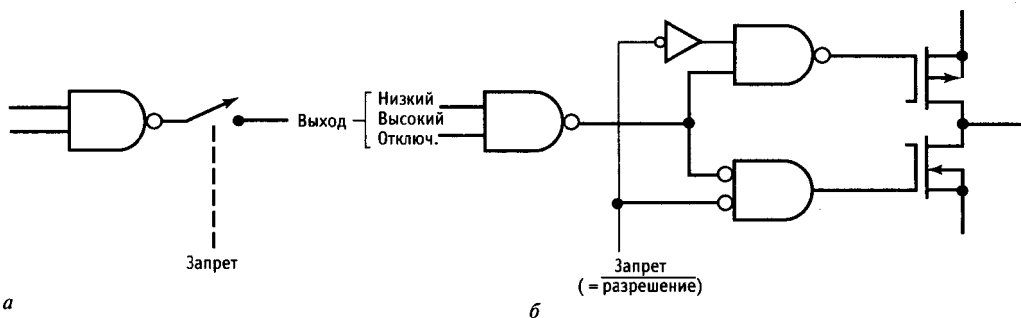 Выход
Низкий
Высокий
Отключ.
Запрет
Запрет
( = разрешение)
а
б